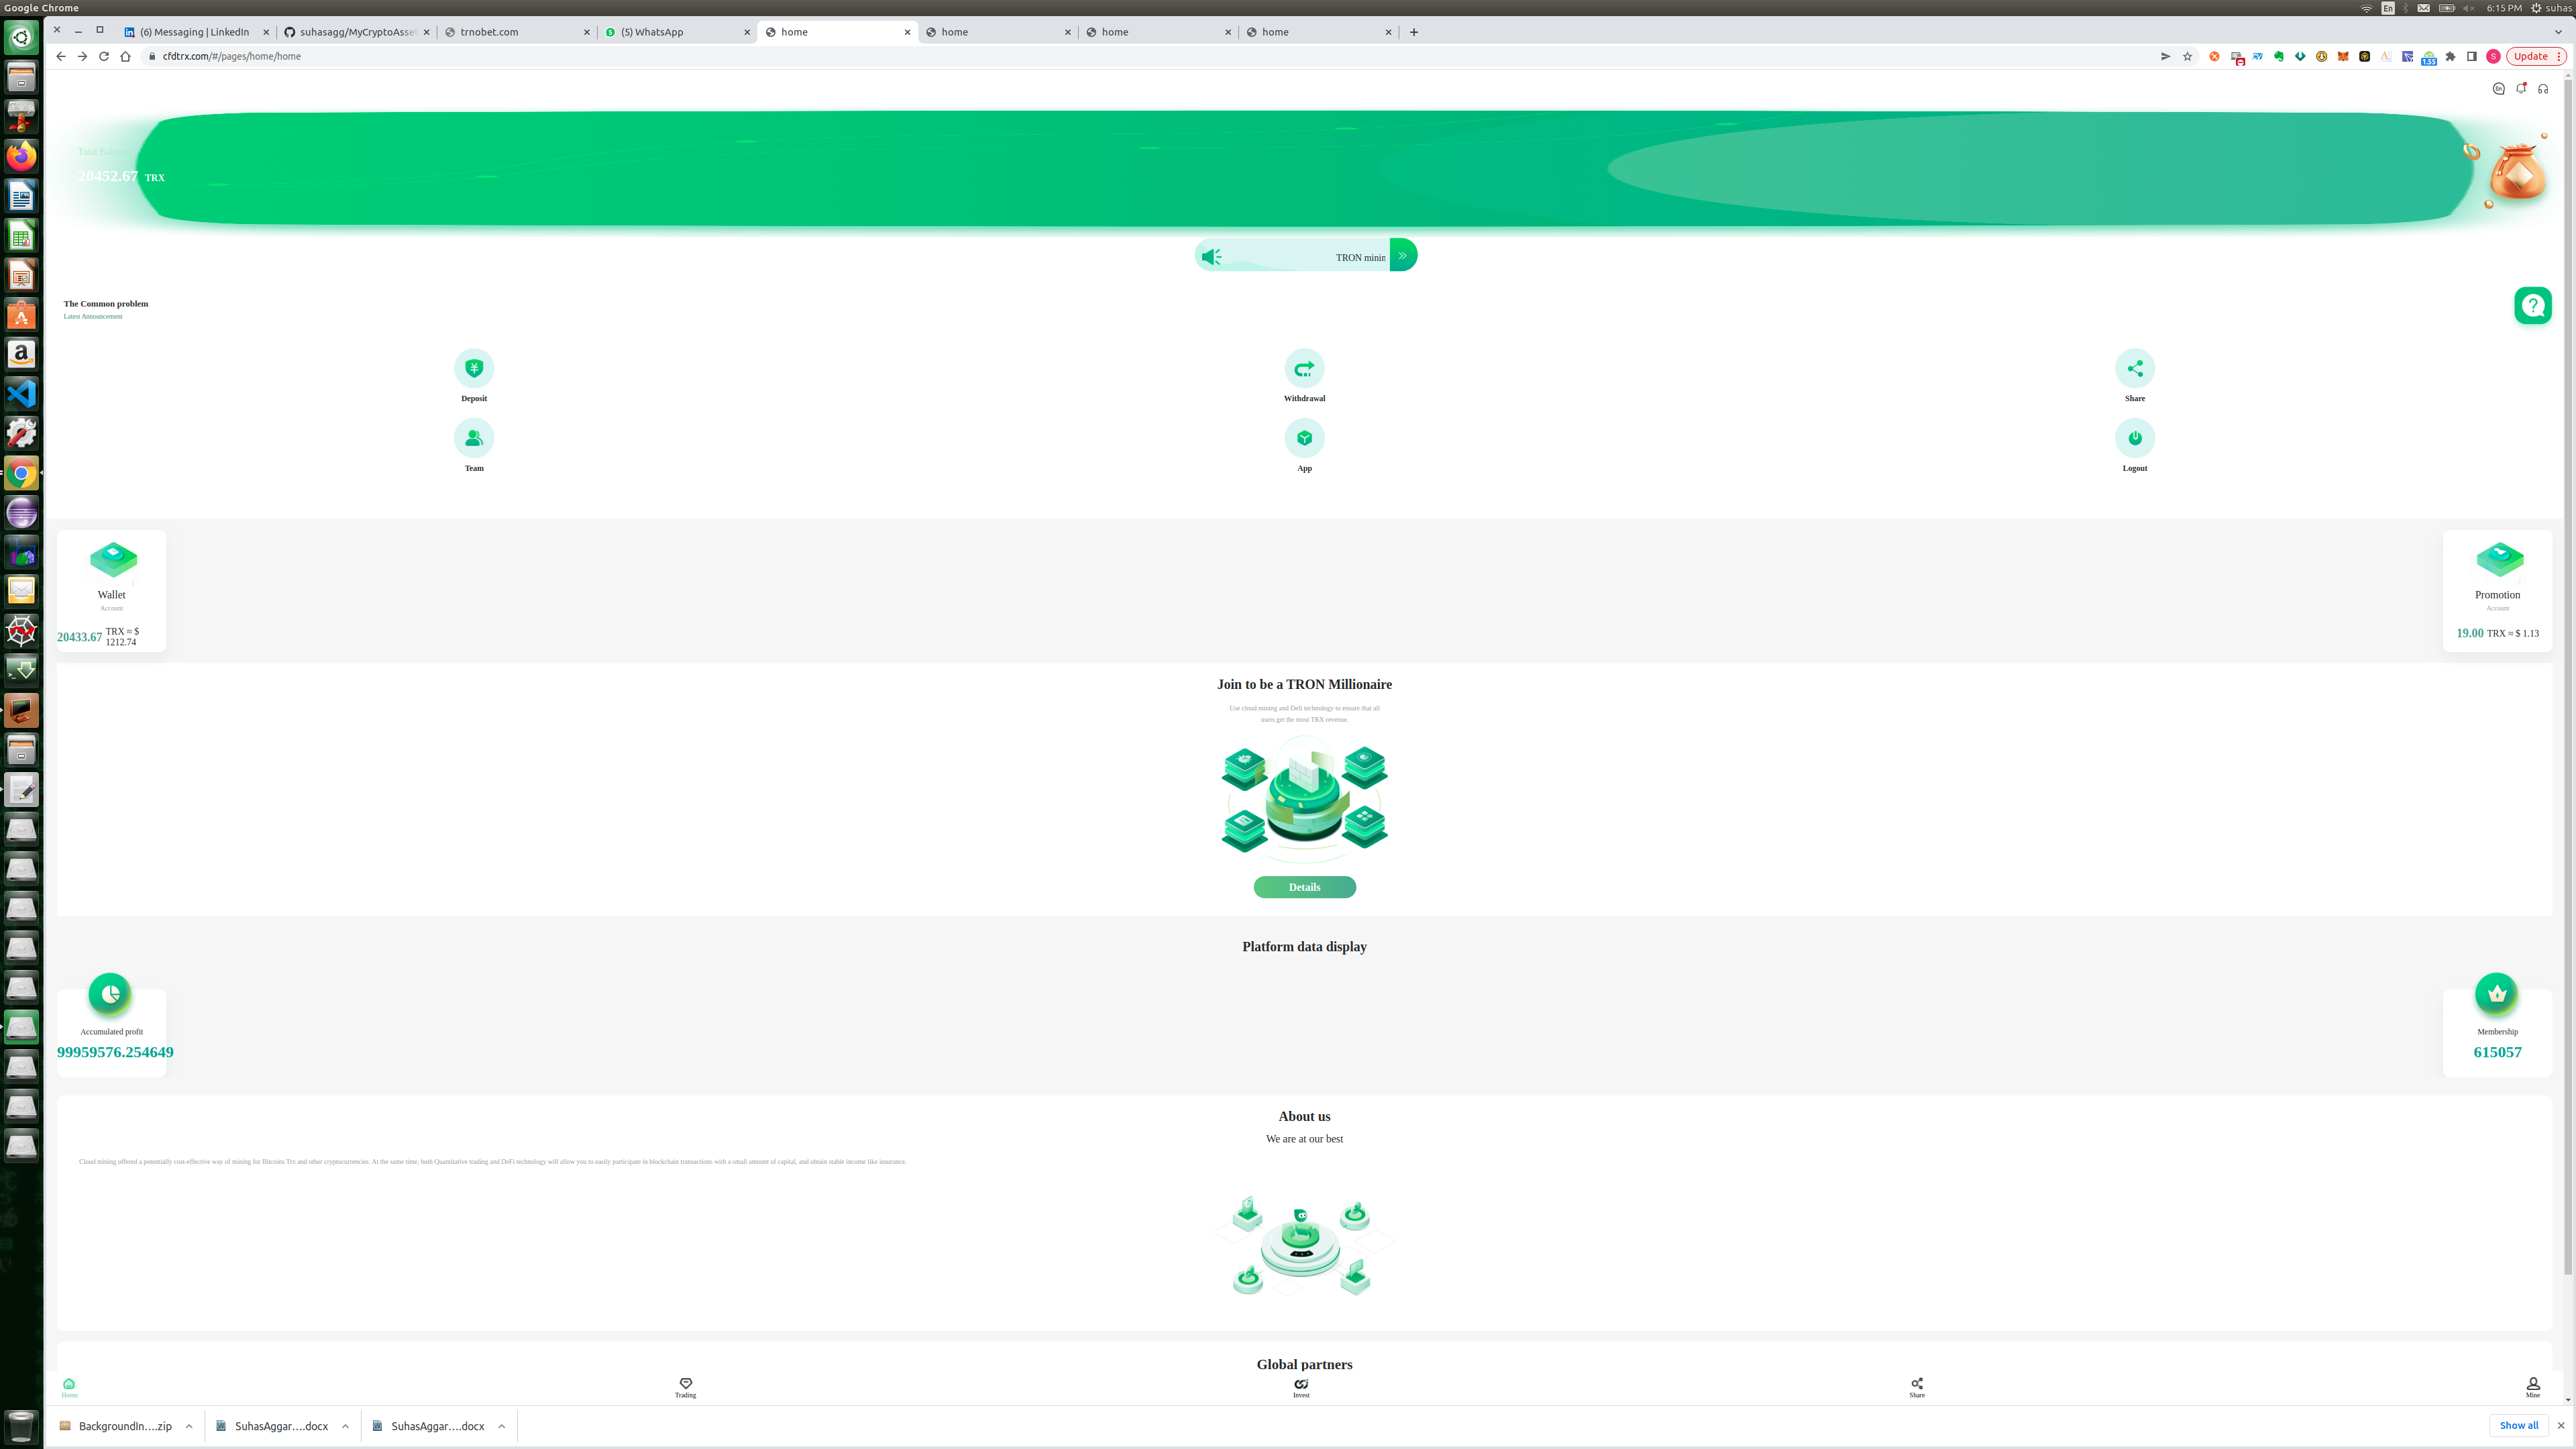 Google Chrome
En
6:15 PM
suhas
(6) Messaging | LinkedIn
suhasagg/MyCryptoAsse
trnobet.com
(5) WhatsApp
home
home
home
home
cfdtrx.com/#/pages/home/home
1.55
S
Update
20452.67 TRX
TRON minin
The Common problem
Latest Announcement
Deposit
Withdrawal
Share
Team
App
Logout
Wallet
Account
20433.67 TRX ≈ $
1212.74
Promotion
Account
19.00 TRX ≈ $ 1.13
Join to be a TRON Millionaire
Use cloud mining and Defi technology to ensure that all
users get the most TRX revenue.
Details
Platform data display
Accumulated profit
99959576.254649
Membership
615057
About us
We are at our best
Cloud mining offered a potentially cost-effective way of mining for Bitcoins Trx and other cryptocurrencies. At the same time, both Quantitative trading and DeFi technology will allow you to easily participate in blockchain transactions with a small amount of capital, and obtain stable income like insurance.
Global partners
Home
Trading
Invest
Share
Mine
BackgroundIn....zip
SuhasAggar....docx
SuhasAggar....docx
Show all